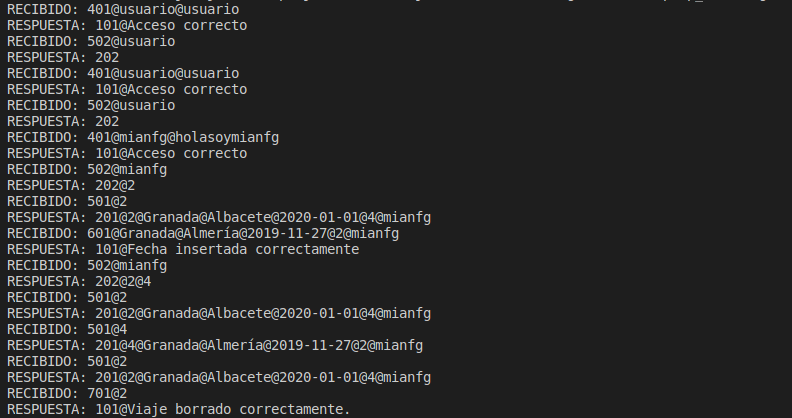 RECIBIDO: 401@usuario@usuario
RESPUESTA: 101@Acceso correcto
RECIBIDO: 502@usuario
RESPUESTA: 202
RECIBIDO: 401@usuario@usuario
RESPUESTA: 101@Acceso correcto
RECIBIDO: 502@usuario
RESPUESTA: 202
RECIBIDO: 401@mianfg@holasoymianfg
RESPUESTA: 101@Acceso correcto
RECIBIDO: 502@mianfg
RESPUESTA: 202@2
RECIBIDO: 501@2
RESPUESTA: 201@2@Granada@Albacete@2020-01-01@4@mianfg
RECIBIDO: 601@Granada@Almería@2019-11-27@2@mianfg
RESPUESTA: 101@Fecha insertada correctamente
RECIBIDO: 502@mianfg
RESPUESTA: 202@2@4
RECIBIDO: 501@2
RESPUESTA: 201@2@Granada@Albacete@2020-01-01@4@mianfg
RECIBIDO: 501@4
RESPUESTA: 201@4@Granada@Almería@2019-11-27@2@mianfg
RECIBIDO: 501@2
RESPUESTA: 201@2@Granada@Albacete@2020-01-01@4@mianfg
RECIBIDO: 701@2
RESPUESTA: 101@Viaje borrado correctamente.